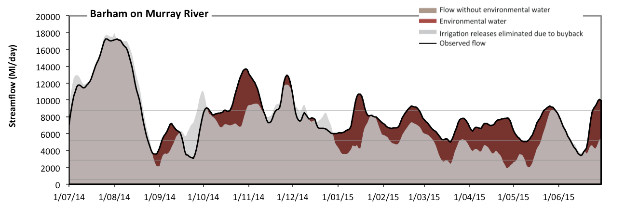 Barham on Murray River
Flow without environmental water
Environmental water
Irrigation releases eliminated due to buyback
Observed flow
Streamflow (Ml/day)
20000
18000
16000
14000
12000
10000
8000
6000
4000
2000
0
1/07/14 1/08/14 1/09/14 1/10/14 1/11/14 1/12/14 1/01/15 1/02/15 1/03/15 1/04/15 1/05/15 1/06/15